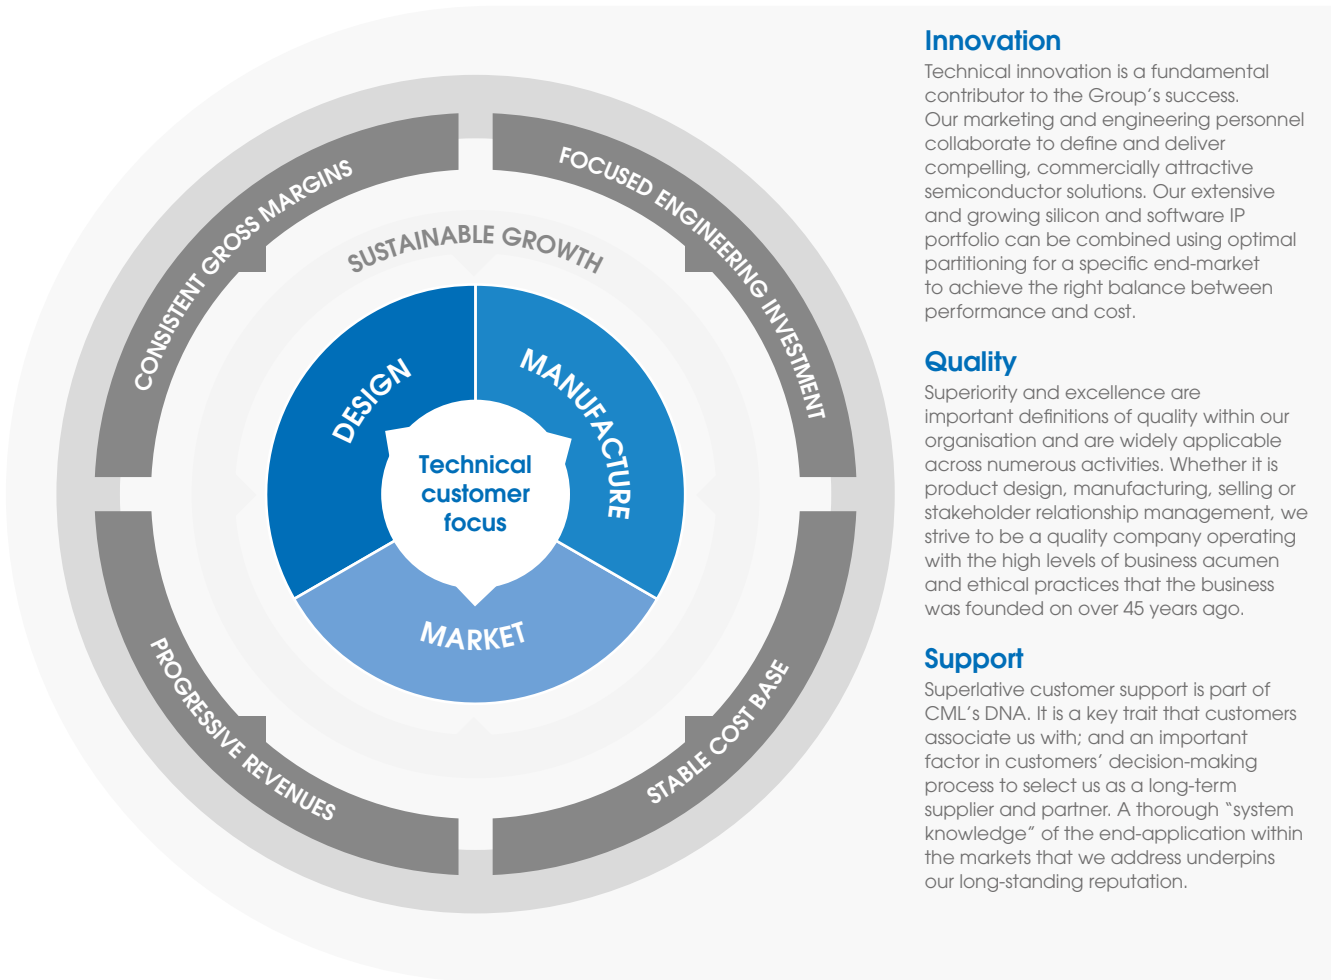 CONSISTENT GROSS MARGINS
FOCUSED ENGINEERING INVESTMENT
SUSTAINABLE GROWTH
DESIGN
MANUFACTURE
Technical
customer
focus
MARKET
PROGRESSIVE REVENUES
STABLE COST BASE
Innovation
Technical innovation is a fundamental
contributor to the Group's success.
Our marketing and engineering personnel
collaborate to define and deliver
compelling, commercially attractive
semiconductor solutions. Our extensive
and growing silicon and software IP
portfolio can be combined using optimal
partitioning for a specific end-market
to achieve the right balance between
performance and cost.
Quality
Superiority and excellence are
important definitions of quality within our
organisation and are widely applicable
across numerous activities. Whether it is
product design, manufacturing, selling or
stakeholder relationship management, we
strive to be a quality company operating
with the high levels of business acumen
and ethical practices that the business
was founded on over 45 years ago.
Support
Superlative customer support is part of
CML's DNA. It is a key trait that customers
associate us with; and an important
factor in customers' decision-making
process to select us as a long-term
supplier and partner. A thorough "system
knowledge" of the end-application within
the markets that we address underpins
our long-standing reputation.